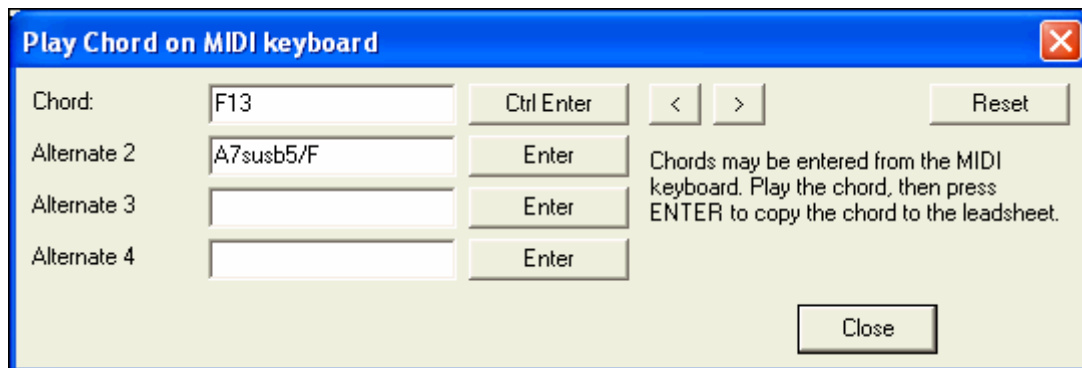 Play Chord on MIDI keyboard
Chord: F13 Ctrl Enter < > Reset
Alternate 2 A7susb5/F Enter
Chords may be entered from the MIDI
keyboard. Play the chord, then press
ENTER to copy the chord to the leadsheet.
Alternate 3 Enter
Alternate 4 Enter
Close